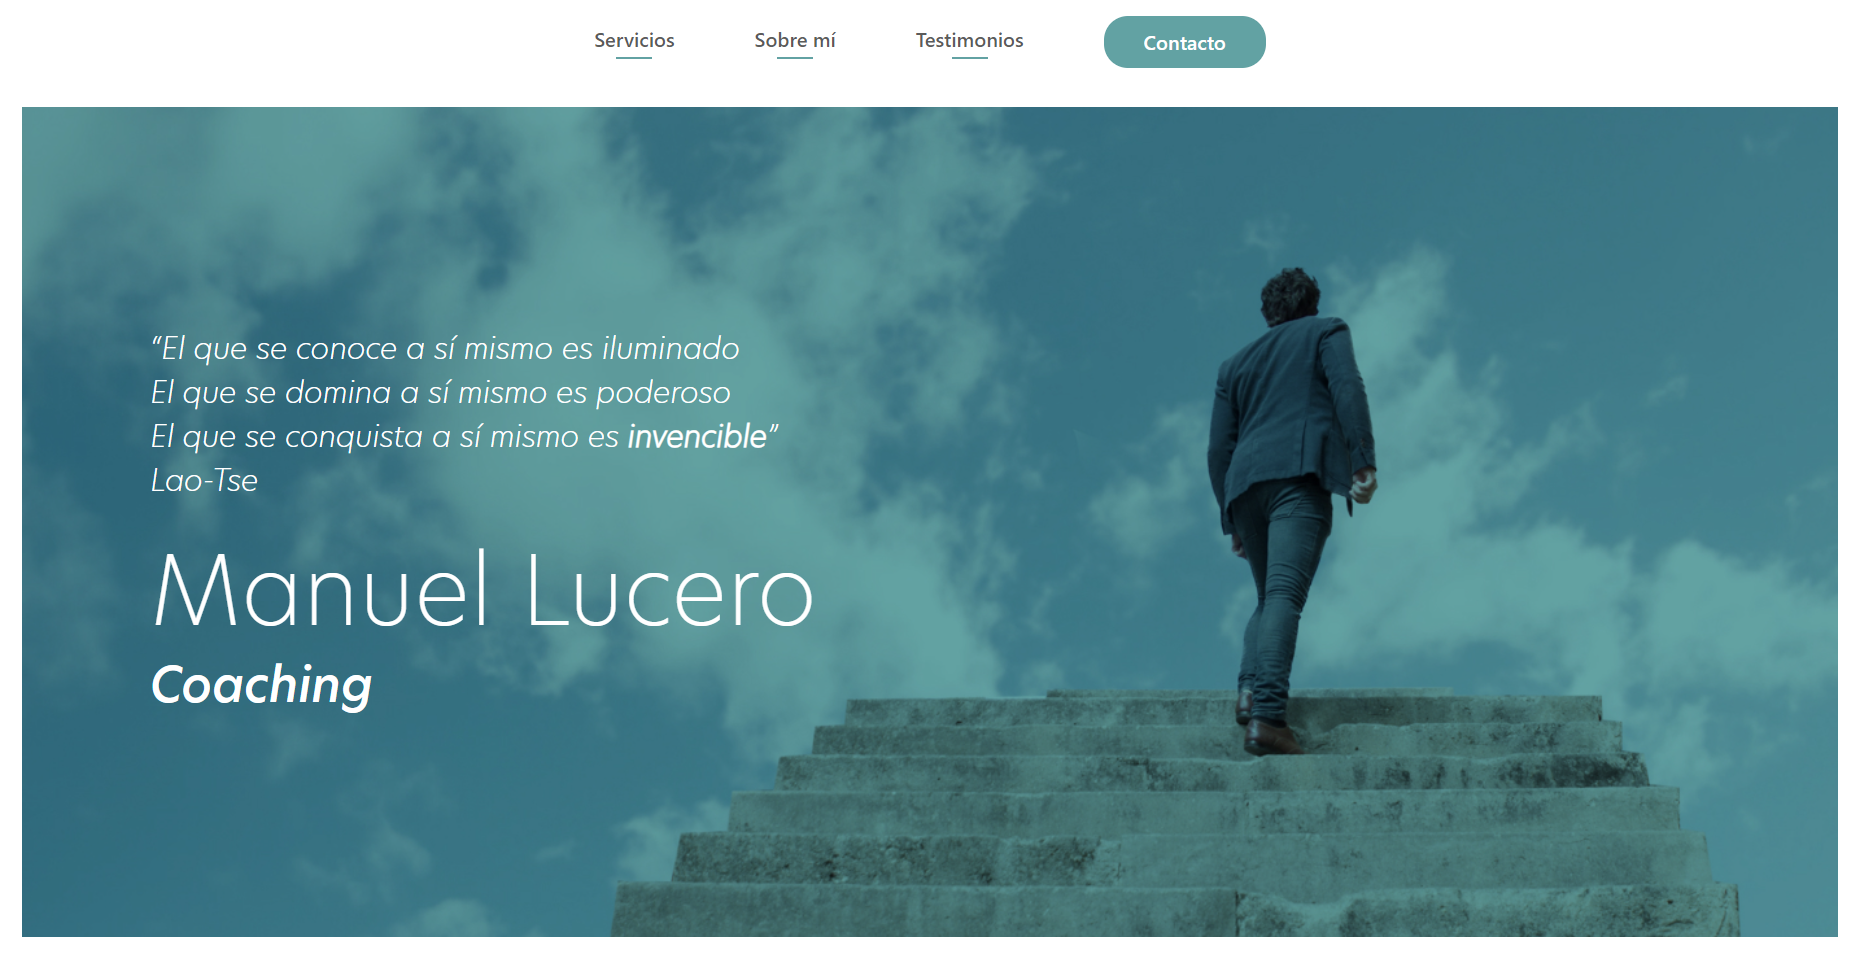 Servicios
Sobre mí
Testimonios
Contacto
“El que se conoce a sí mismo es iluminado
El que se domina a sí mismo es poderoso
El que se conquista a sí mismo es invencible”
Lao-Tse
Manuel Lucero
Coaching